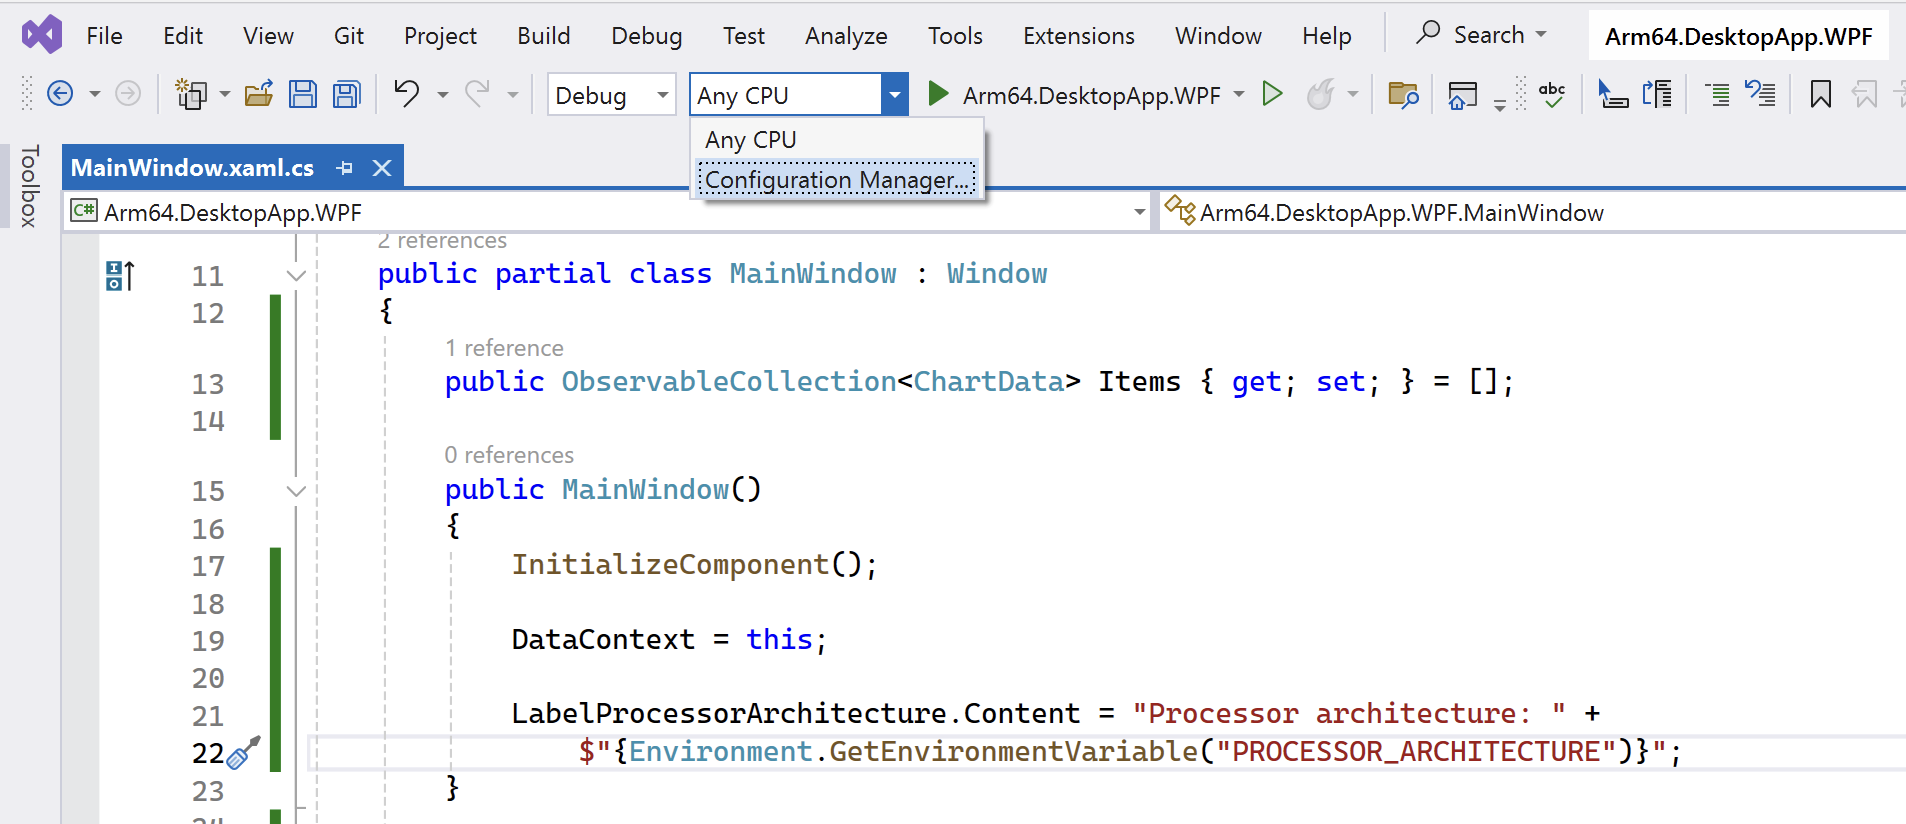 File Edit View Git Project Build Debug Test Analyze Tools Extensions Window Help Search Arm64.DesktopApp.WPF
Debug Any CPU Arm64.DesktopApp.WPF abc
Any CPU
Configuration Manager...
Toolbox
MainWindow.xaml.cs
C# Arm64.DesktopApp.WPF Arm64.DesktopApp.WPF.MainWindow
2 references
11 public partial class MainWindow : Window
12 {
1 reference
13 public ObservableCollection<ChartData> Items { get; set; } = [];
14
0 references
15 public MainWindow()
16 {
17 InitializeComponent();
18
19 DataContext = this;
20
21 LabelProcessorArchitecture.Content = "Processor architecture: " +
22 $"{Environment.GetEnvironmentVariable("PROCESSOR_ARCHITECTURE")}";
23 }